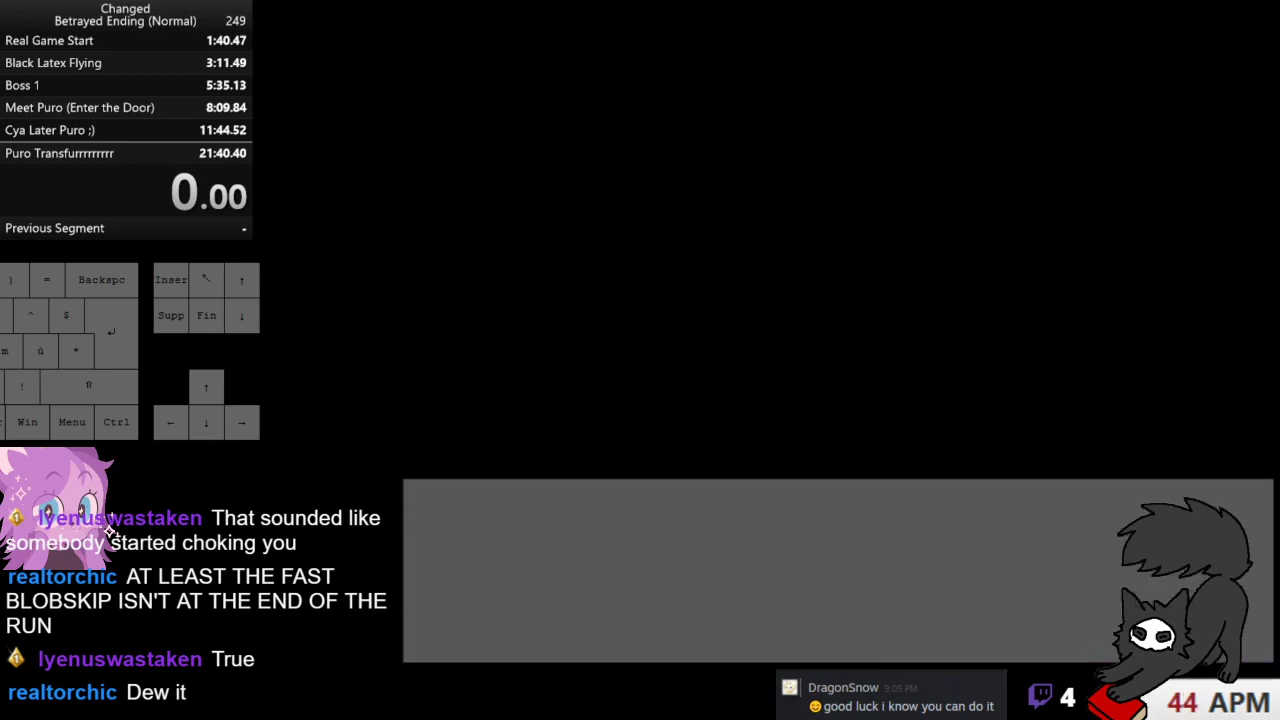 Changed
Betrayed Ending (Normal) 249
Real Game Start 1:40.47
Black Latex Flying 3:11.49
Boss 1 5:35.13
Meet Puro (Enter the Door) 8:09.84
Cya Later Puro ;) 11:44.52
Puro Transfurrrrrrrrr 21:40.40
0.00
Previous Segment -
) = Backspc Inser ↖ ↑
^ $ ↵ Supp Fin ↓
m ù *
! ⇧ ↑
Win Menu Ctrl ← ↓ →
lyenuswastaken That sounded like
somebody started choking you
realtorchic AT LEAST THE FAST
BLOBSKIP ISN'T AT THE END OF THE
RUN
lyenuswastaken True
realtorchic Dew it
DragonSnow 9:05 PM
😊good luck i know you can do it
4
44 APM